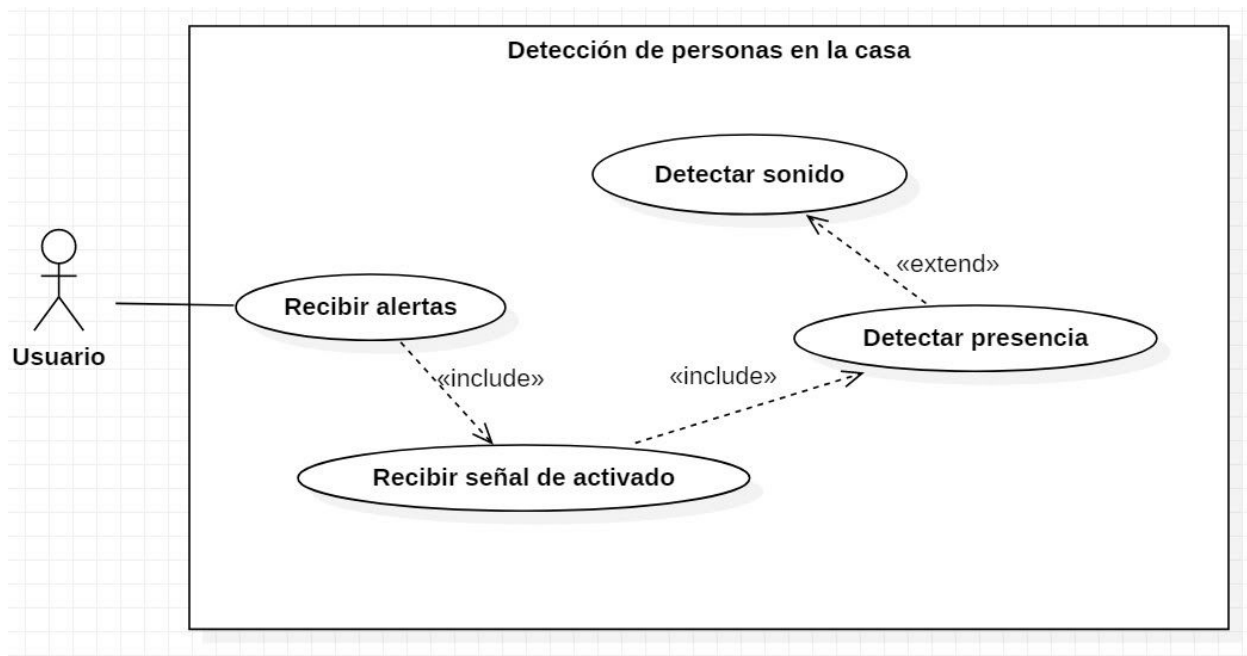 Detección de personas en la casa
Detectar sonido
«extend»
Recibir alertas
Detectar presencia
Usuario
«include»
«include»
Recibir señal de activado